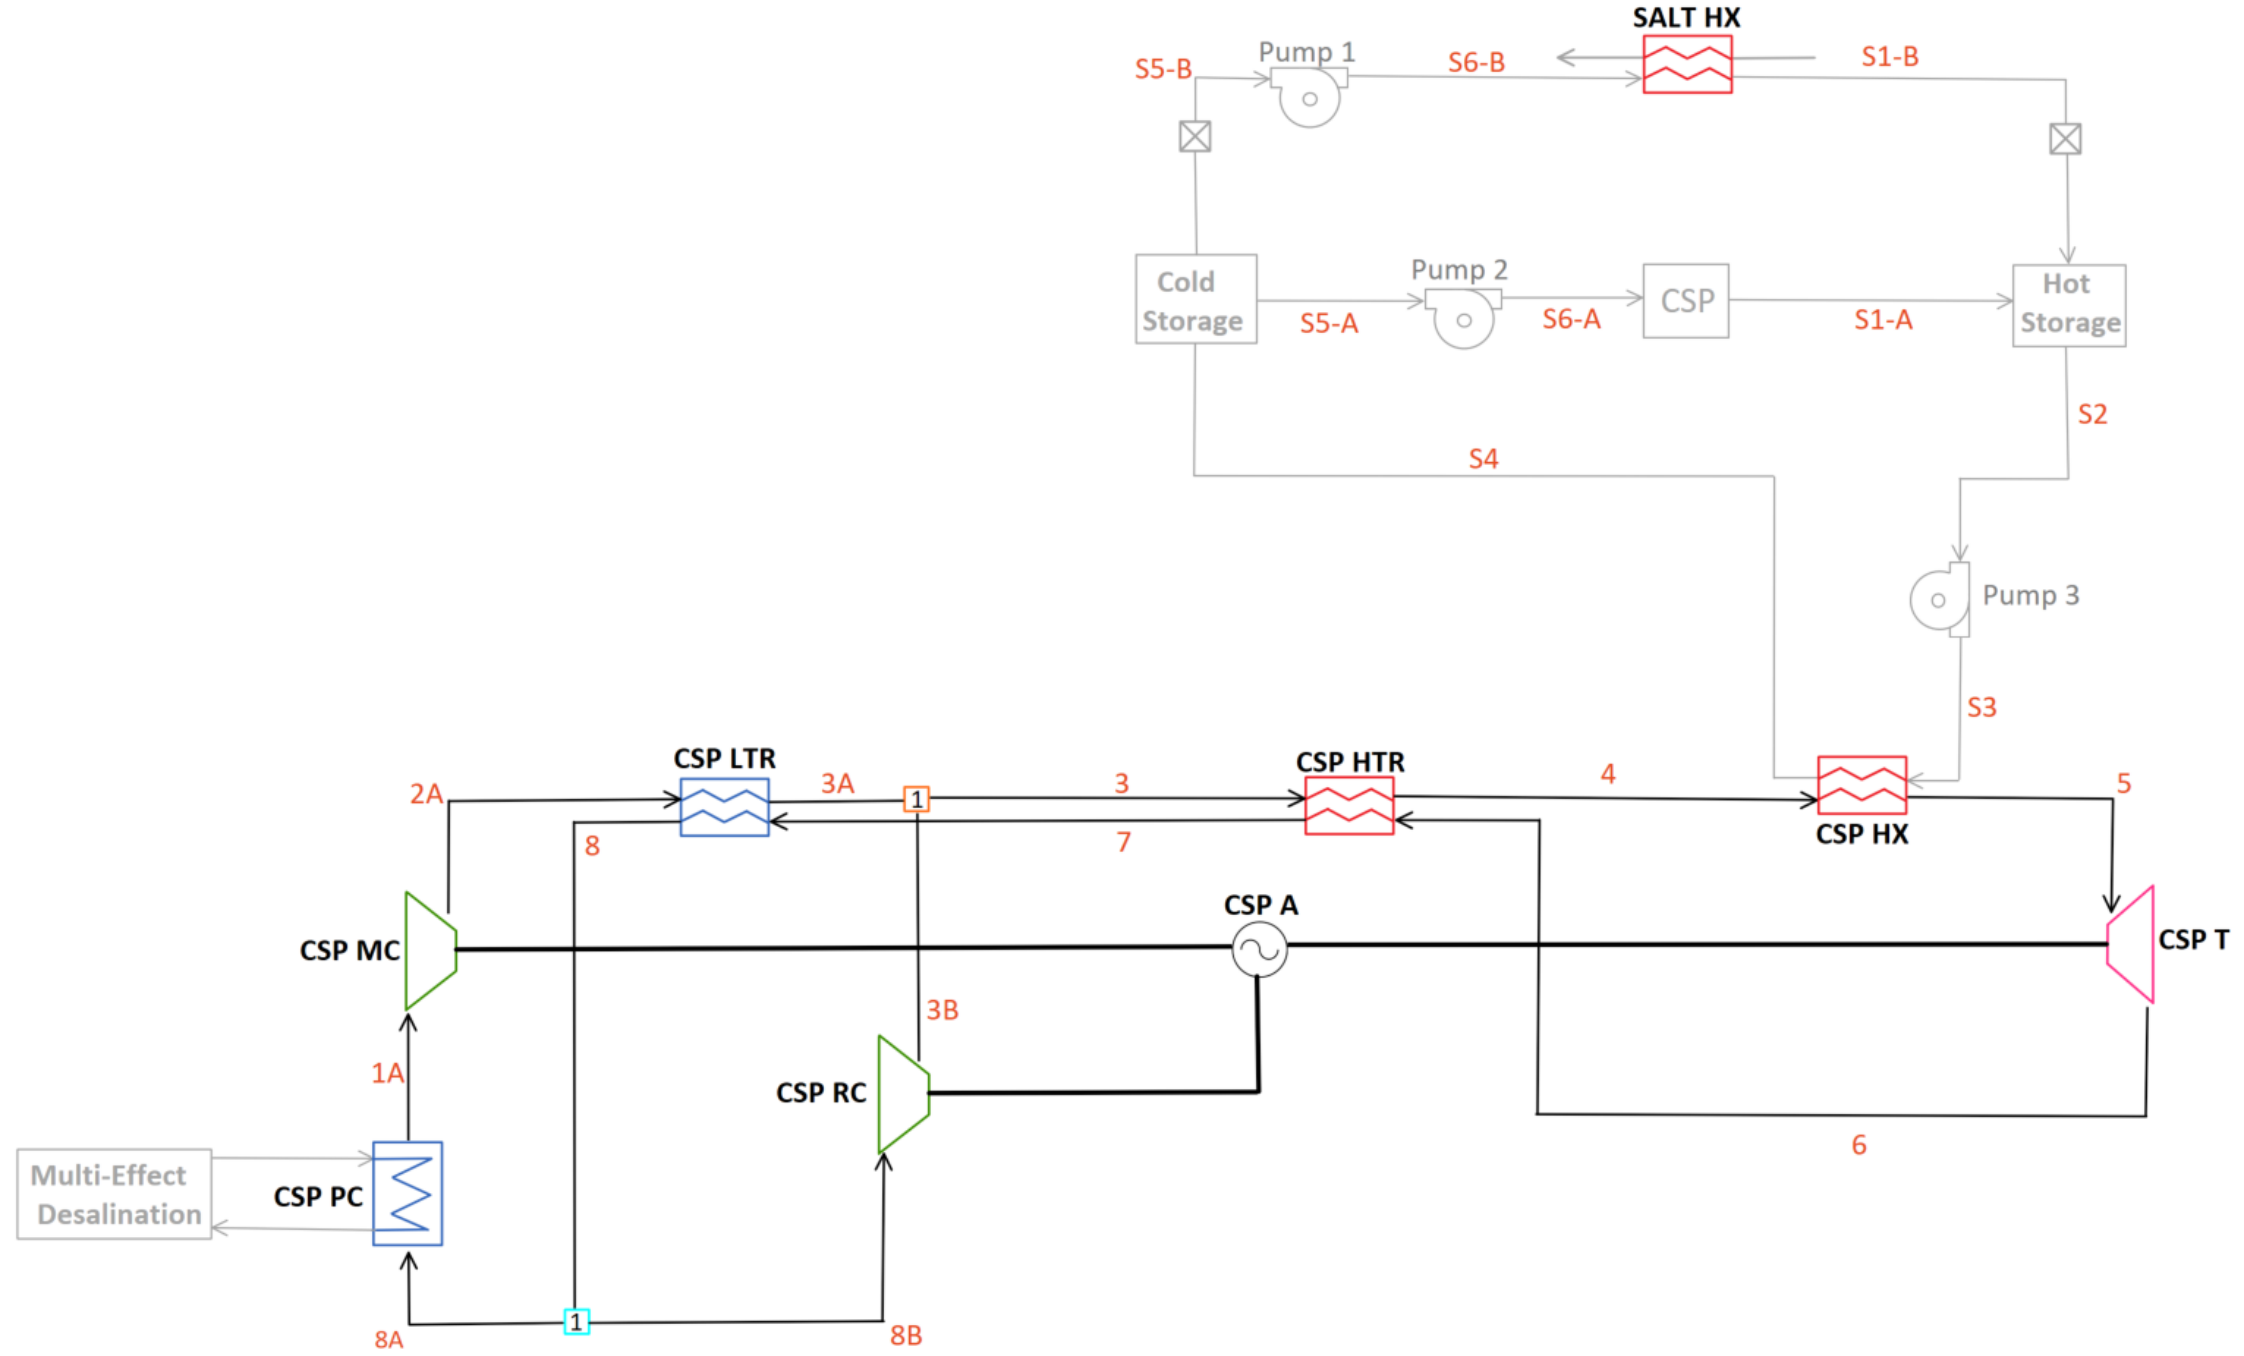 SALT HX
Pump 1
S5-B
S6-B
S1-B
Cold
Storage
Pump 2
CSP
Hot
Storage
S5-A
S6-A
S1-A
S2
S4
Pump 3
S3
CSP LTR
CSP HTR
2A
3A
1
3
4
5
8
7
CSP HX
CSP A
CSP MC
CSP T
3B
1A
CSP RC
6
Multi-Effect
Desalination
CSP PC
1
8A
8B